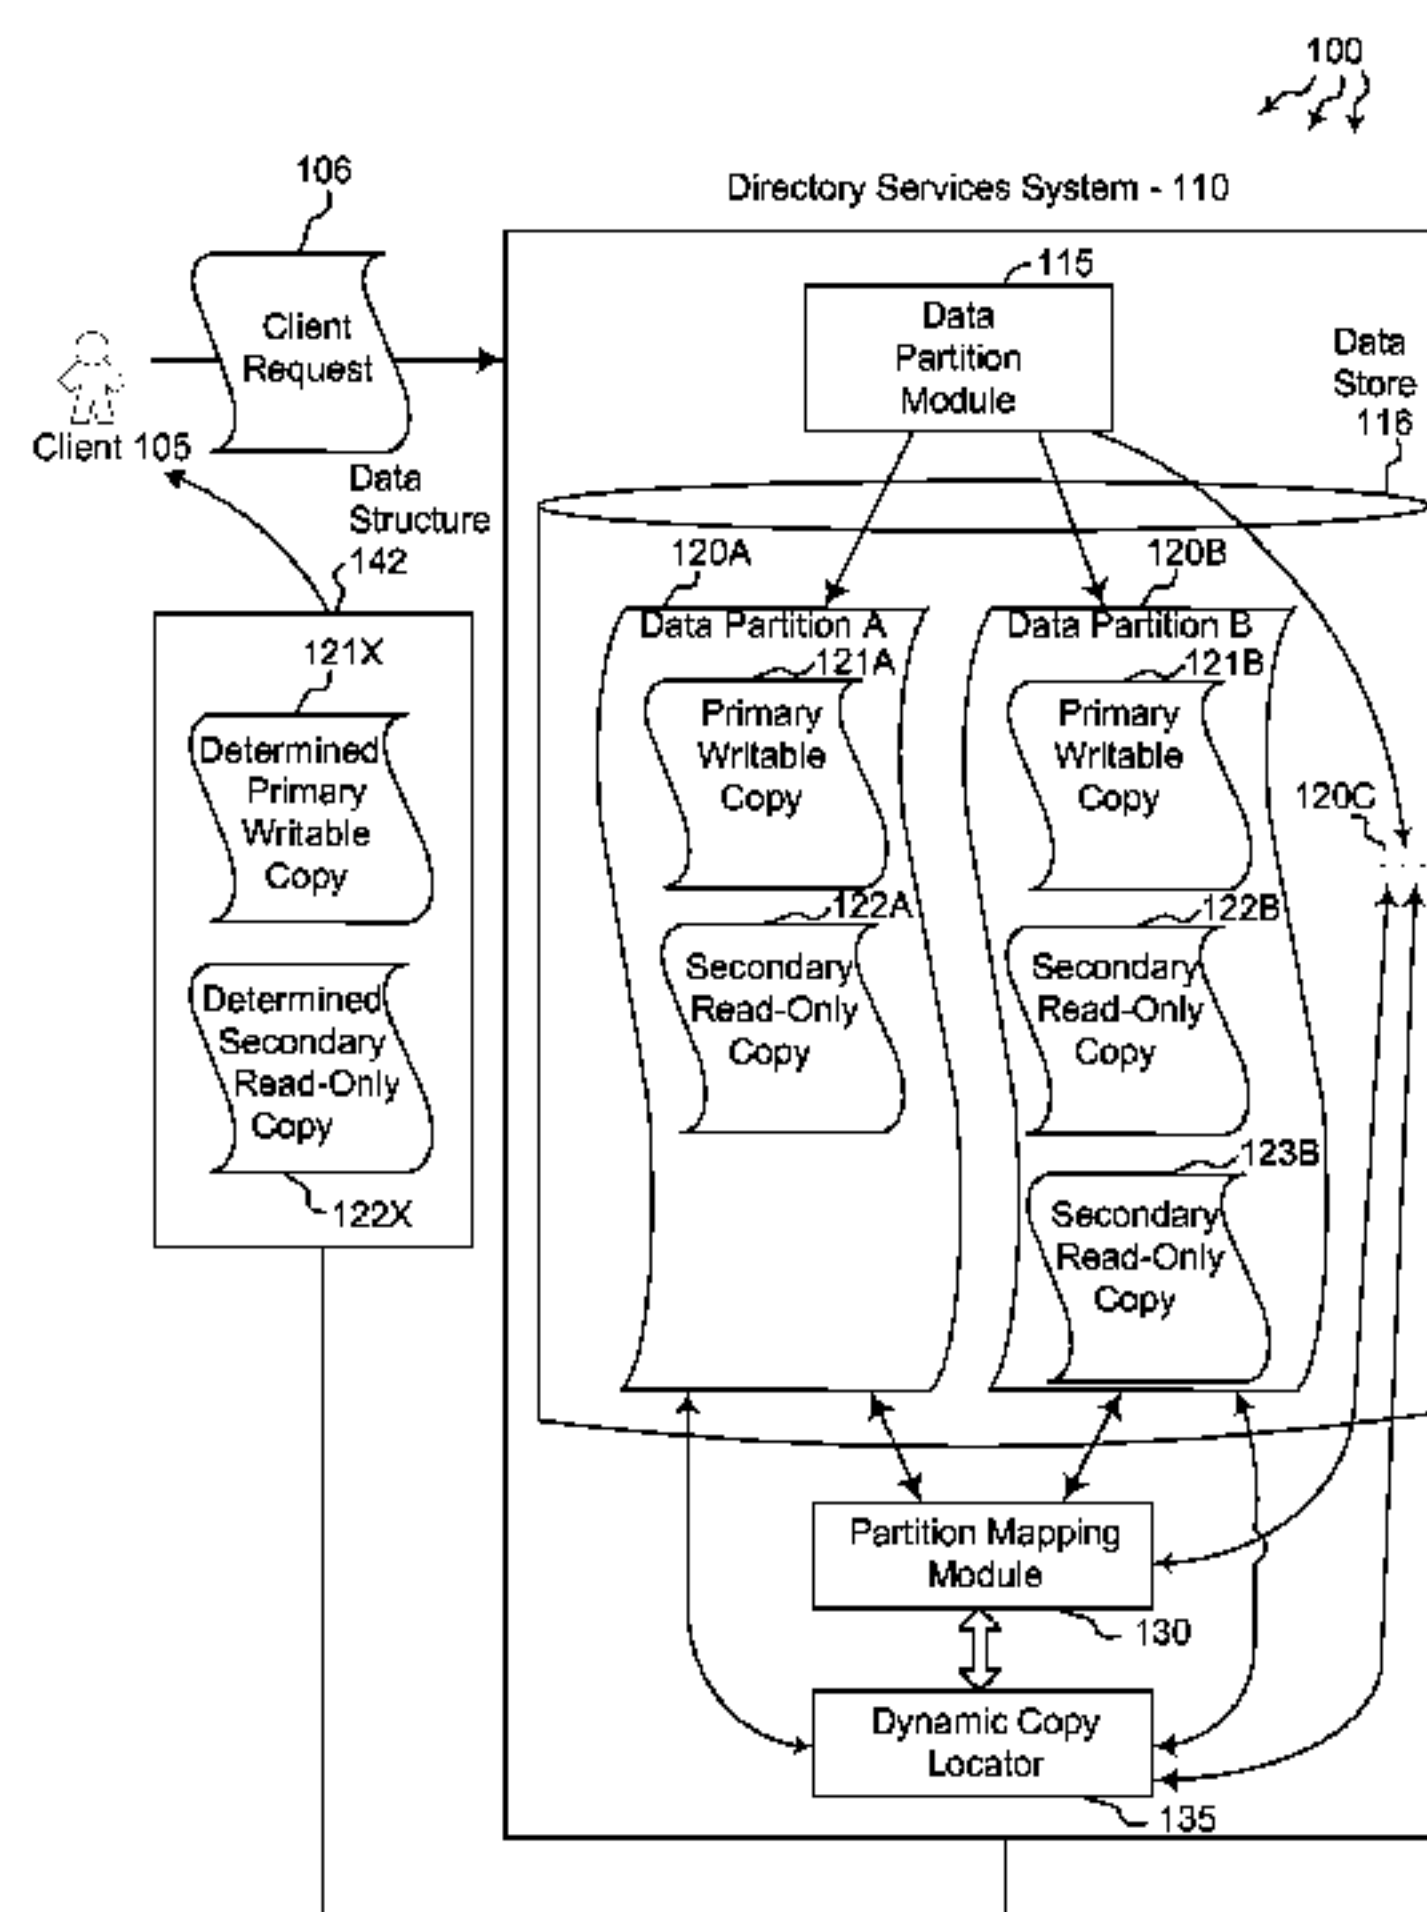 100
106
Directory Services System - 110
115
Client
Request
Data
Partition
Module
Data
Store
116
Client 105
Data
Structure
142
120A
120B
Data Partition A
Data Partition B
121X
121A
121B
Determined
Primary
Writable
Copy
Primary
Writable
Copy
Primary
Writable
Copy
120C
122A
122B
Determined
Secondary
Read-Only
Copy
Secondary
Read-Only
Copy
Secondary
Read-Only
Copy
122X
123B
Secondary
Read-Only
Copy
Partition Mapping
Module
130
Dynamic Copy
Locator
135